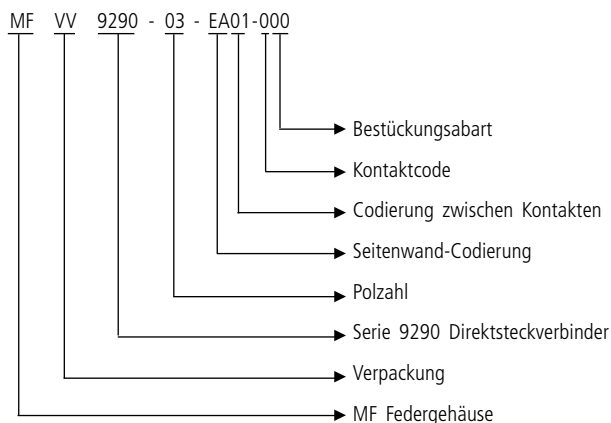 MF VV 9290 - 03 - EA01-000
Bestückungsabart
Kontaktcode
Codierung zwischen Kontakten
Seitenwand-Codierung
Polzahl
Serie 9290 Direktsteckverbinder
Verpackung
MF Federgehäuse